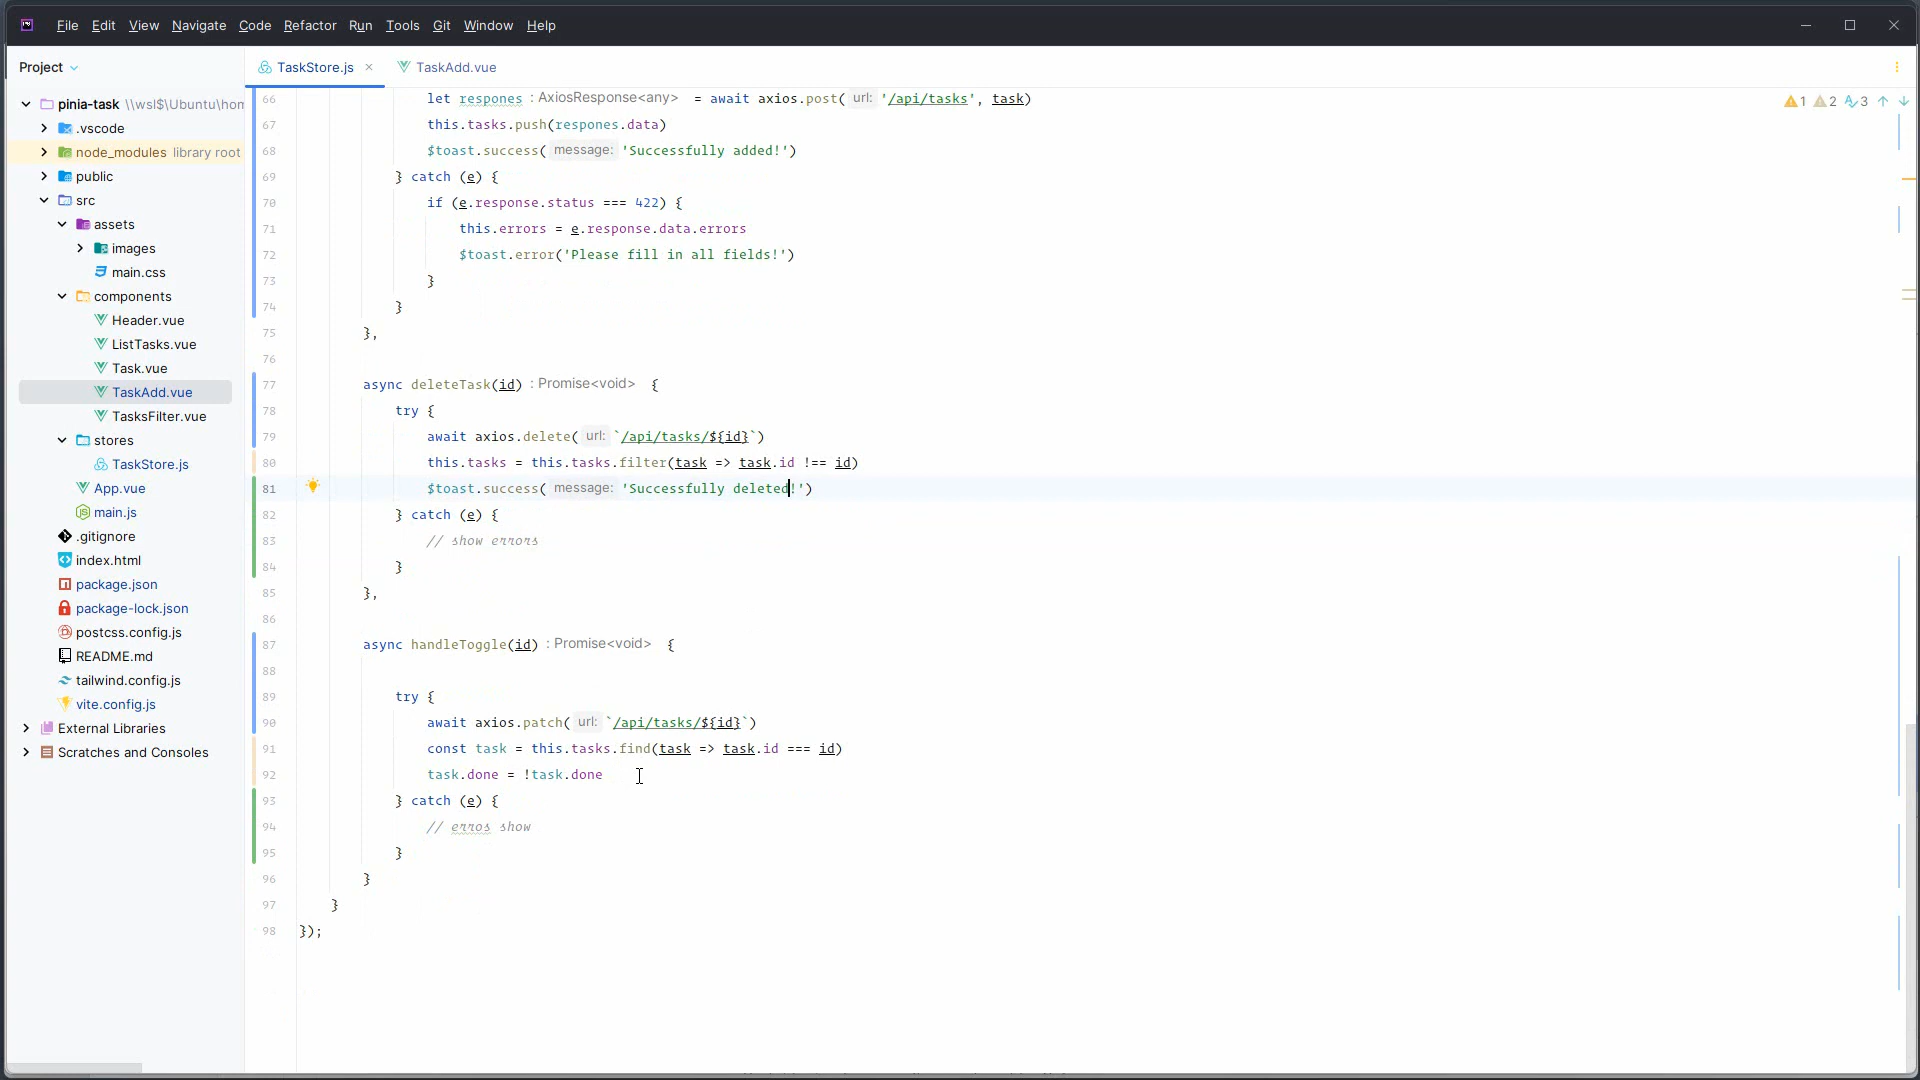 File Edit View Navigate Code Refactor Run Tools Git Window Help
Project
TaskStore.js
TaskAdd.vue
pinia-task \\wsl$\Ubuntu\hom
.vscode
node_modules library root
public
src
assets
images
main.css
components
Header.vue
ListTasks.vue
Task.vue
TaskAdd.vue
TasksFilter.vue
stores
TaskStore.js
App.vue
main.js
.gitignore
index.html
package.json
package-lock.json
postcss.config.js
README.md
tailwind.config.js
vite.config.js
External Libraries
Scratches and Consoles
1 2 3
66 let respones : AxiosResponse<any> = await axios.post( url: '/api/tasks', task)
67 this.tasks.push(respones.data)
68 $toast.success( message: 'Successfully added!')
69 } catch (e) {
70 if (e.response.status === 422) {
71 this.errors = e.response.data.errors
72 $toast.error('Please fill in all fields!')
73 }
74 }
75 },
76
77 async deleteTask(id) : Promise<void> {
78 try {
79 await axios.delete( url: `/api/tasks/${id}`)
80 this.tasks = this.tasks.filter(task => task.id !== id)
81 $toast.success( message: 'Successfully deleted!')
82 } catch (e) {
83 // show errors
84 }
85 },
86
87 async handleToggle(id) : Promise<void> {
88
89 try {
90 await axios.patch( url: `/api/tasks/${id}`)
91 const task = this.tasks.find(task => task.id === id)
92 task.done = !task.done
93 } catch (e) {
94 // erros show
95 }
96 }
97 }
98 });